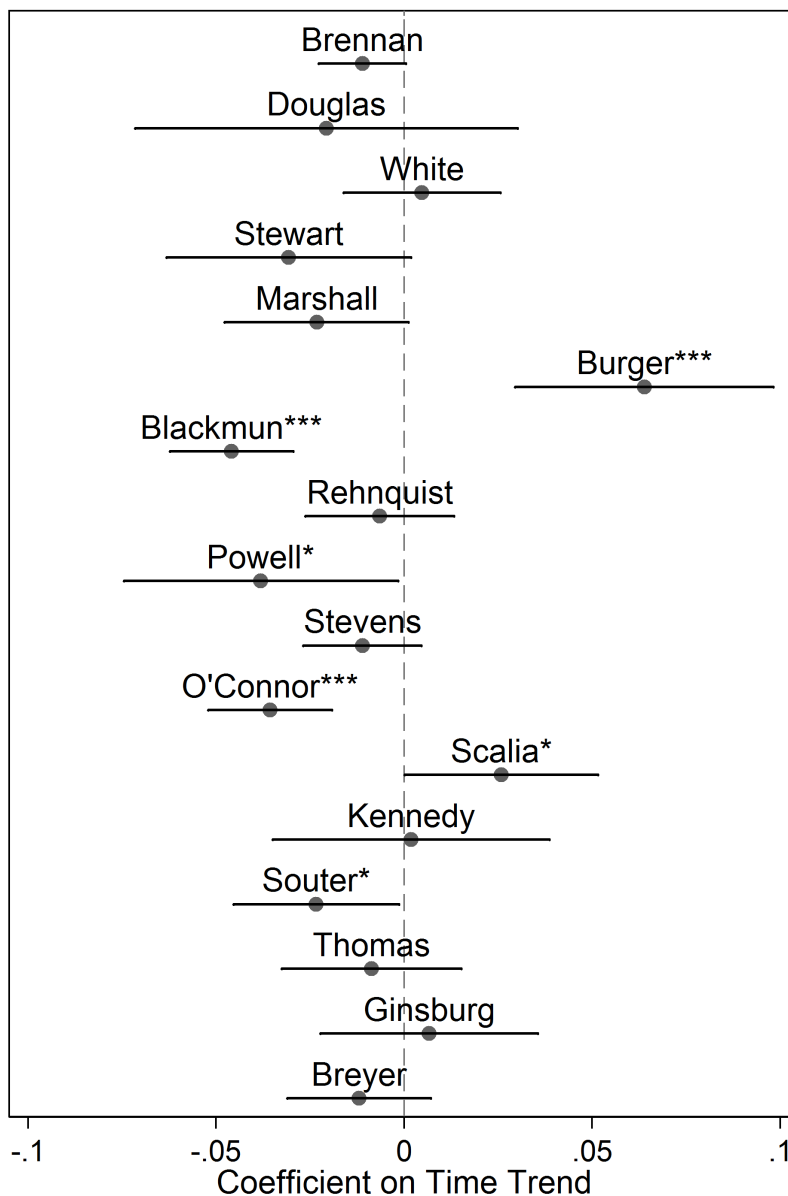 Brennan
Douglas
White
Stewart
Marshall
Burger***
Blackmun***
Rehnquist
Powell*
Stevens
O'Connor***
Scalia*
Kennedy
Souter*
Thomas
Ginsburg
Breyer
-.1 -.05 0 .05 .1
Coefficient on Time Trend